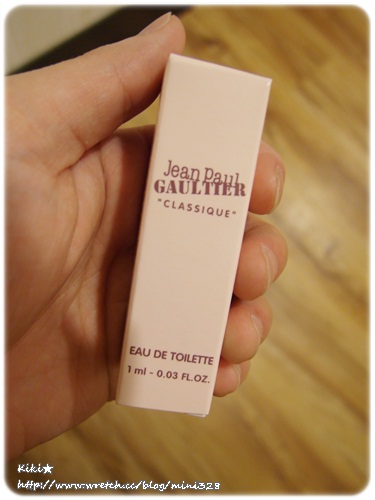 Jean Paul
GAULTIER
"CLASSIQUE"
EAU DE TOILETTE
1 ml - 0.03 FL.OZ.
Kiki★
http://www.wretch.cc/blog/mini328